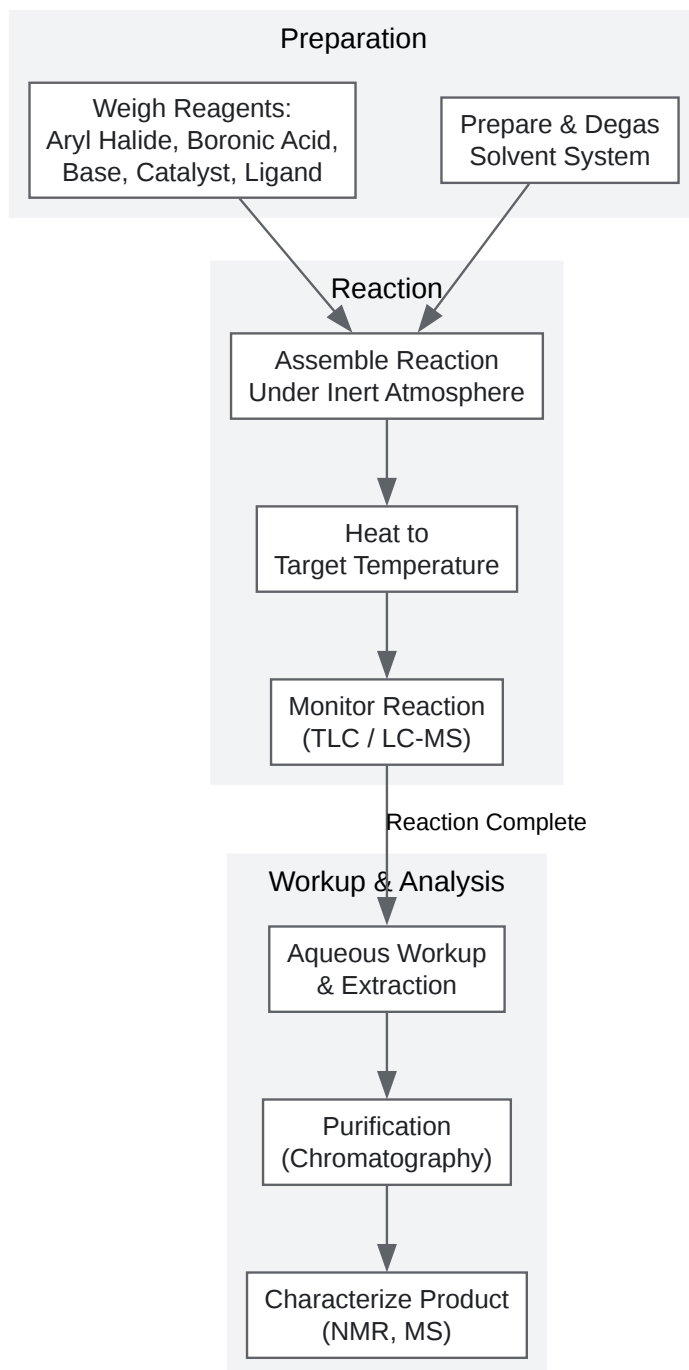 Preparation
Weigh Reagents:
Aryl Halide, Boronic Acid,
Base, Catalyst, Ligand
Prepare & Degas
Solvent System
Reaction
Assemble Reaction
Under Inert Atmosphere
Heat to
Target Temperature
Monitor Reaction
(TLC / LC-MS)
Reaction Complete
Workup & Analysis
Aqueous Workup
& Extraction
Purification
(Chromatography)
Characterize Product
(NMR, MS)